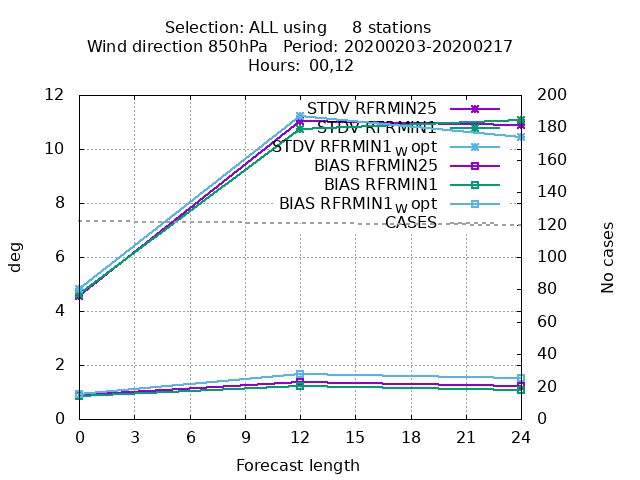 Selection: ALL using     8 stations
Wind direction 850hPa   Period: 20200203-20200217
Hours:  00,12
12
10
8
6
4
2
0
deg
200
180
160
140
120
100
80
60
40
20
0
No cases
STDV RFRMIN25
STDV RFRMIN1
STDV RFRMIN1W opt
BIAS RFRMIN25
BIAS RFRMIN1
BIAS RFRMIN1W opt
CASES
0 3 6 9 12 15 18 21 24
Forecast length